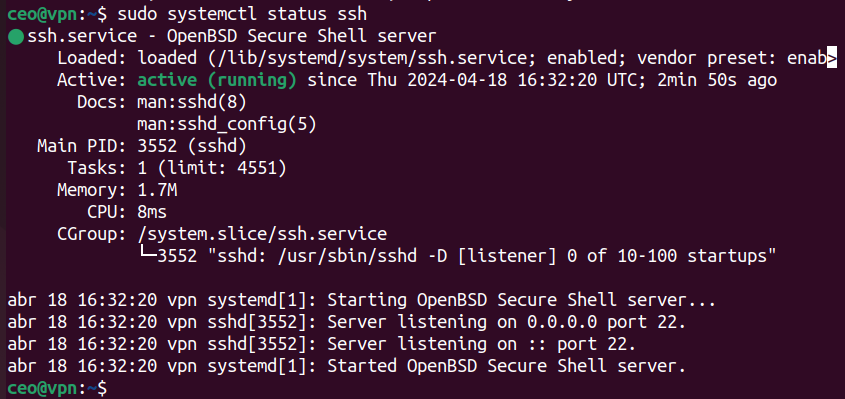 ceo@vpn:~$ sudo systemctl status ssh
● ssh.service - OpenBSD Secure Shell server
     Loaded: loaded (/lib/systemd/system/ssh.service; enabled; vendor preset: enab>
     Active: active (running) since Thu 2024-04-18 16:32:20 UTC; 2min 50s ago
       Docs: man:sshd(8)
             man:sshd_config(5)
   Main PID: 3552 (sshd)
      Tasks: 1 (limit: 4551)
     Memory: 1.7M
        CPU: 8ms
     CGroup: /system.slice/ssh.service
             └─3552 "sshd: /usr/sbin/sshd -D [listener] 0 of 10-100 startups"

abr 18 16:32:20 vpn systemd[1]: Starting OpenBSD Secure Shell server...
abr 18 16:32:20 vpn sshd[3552]: Server listening on 0.0.0.0 port 22.
abr 18 16:32:20 vpn sshd[3552]: Server listening on :: port 22.
abr 18 16:32:20 vpn systemd[1]: Started OpenBSD Secure Shell server.
ceo@vpn:~$